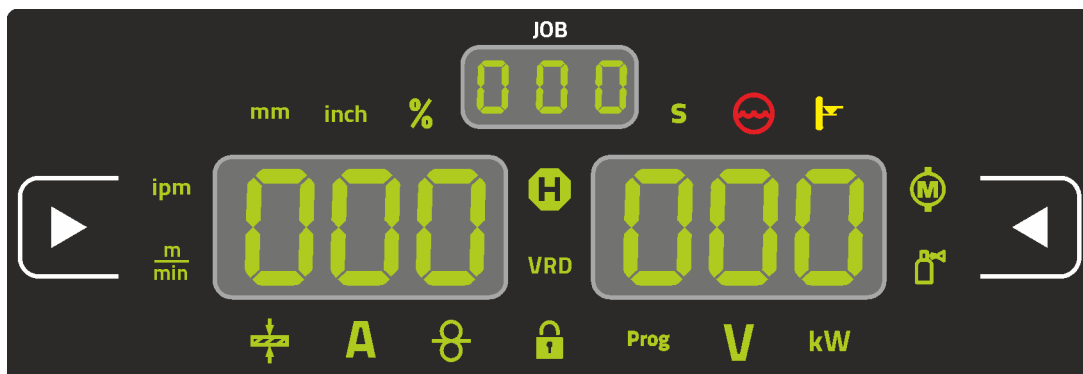 JOB
000
mm inch % S
ipm 000 H 000 M
m
min
VRD
A Prog V kW